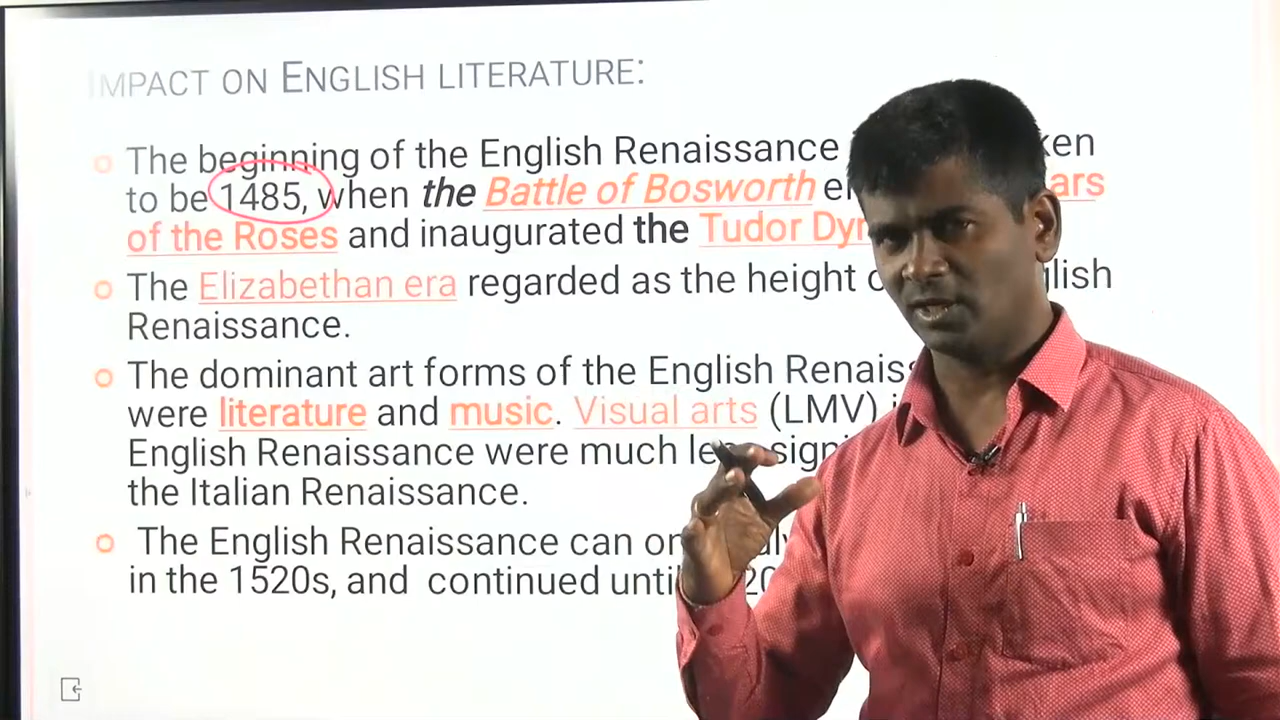 IMPACT ON ENGLISH LITERATURE:
The beginning of the English Renaissance
to be 1485, when the Battle of Bosworth
of the Roses and inaugurated the Tudor
The Elizabethan era regarded as the height
Renaissance.
The dominant art forms of the English
were literature and music. Visual arts (LMV)
English Renaissance were much
the Italian Renaissance.
The English Renaissance can
in the 1520s, and continued